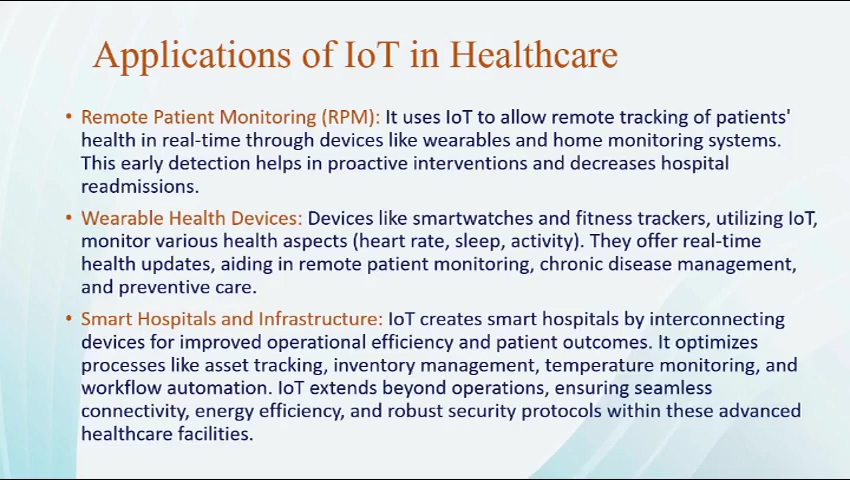 Applications of IoT in Healthcare
• Remote Patient Monitoring (RPM): It uses IoT to allow remote tracking of patients'
health in real-time through devices like wearables and home monitoring systems.
This early detection helps in proactive interventions and decreases hospital
readmissions.
• Wearable Health Devices: Devices like smartwatches and fitness trackers, utilizing IoT,
monitor various health aspects (heart rate, sleep, activity). They offer real-time
health updates, aiding in remote patient monitoring, chronic disease management,
and preventive care.
• Smart Hospitals and Infrastructure: IoT creates smart hospitals by interconnecting
devices for improved operational efficiency and patient outcomes. It optimizes
processes like asset tracking, inventory management, temperature monitoring, and
workflow automation. IoT extends beyond operations, ensuring seamless
connectivity, energy efficiency, and robust security protocols within these advanced
healthcare facilities.